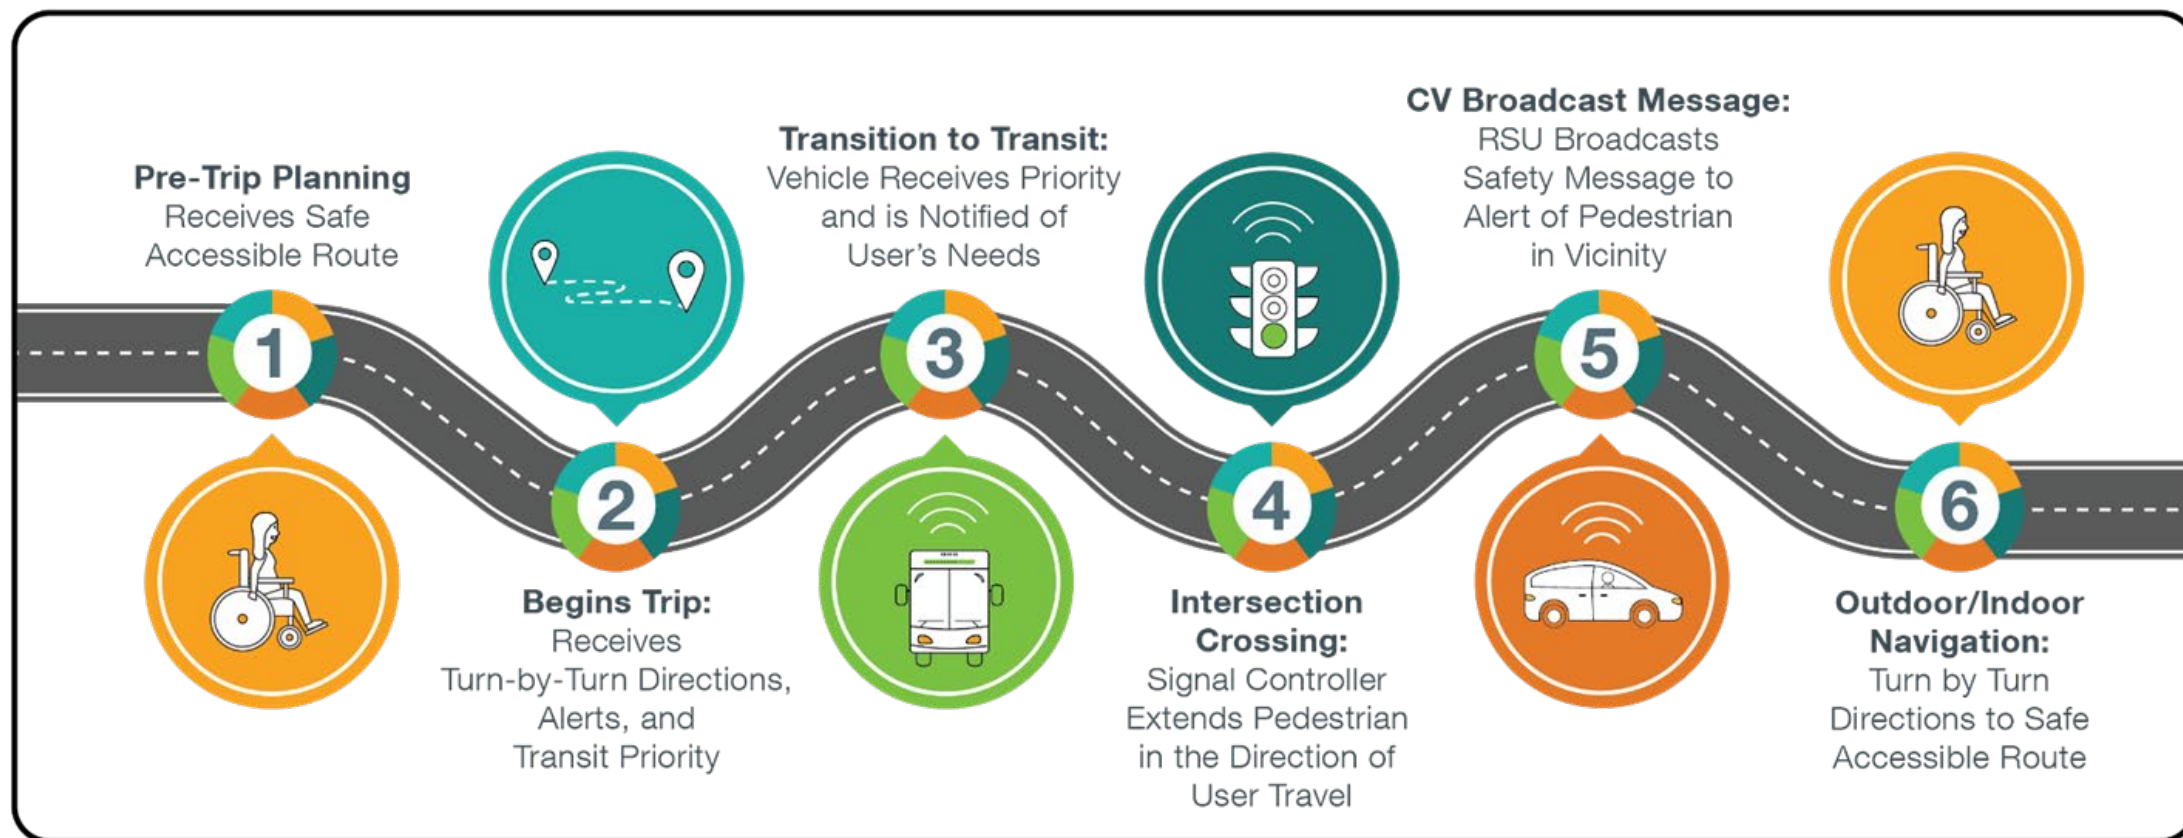 Pre-Trip Planning
Receives Safe
Accessible Route
1
2
Begins Trip:
Receives
Turn-by-Turn Directions,
Alerts, and
Transit Priority
Transition to Transit:
Vehicle Receives Priority
and is Notified of
User's Needs
3
4
Intersection
Crossing:
Signal Controller
Extends Pedestrian
in the Direction of
User Travel
CV Broadcast Message:
RSU Broadcasts
Safety Message to
Alert of Pedestrian
in Vicinity
5
6
Outdoor/Indoor
Navigation:
Turn by Turn
Directions to Safe
Accessible Route